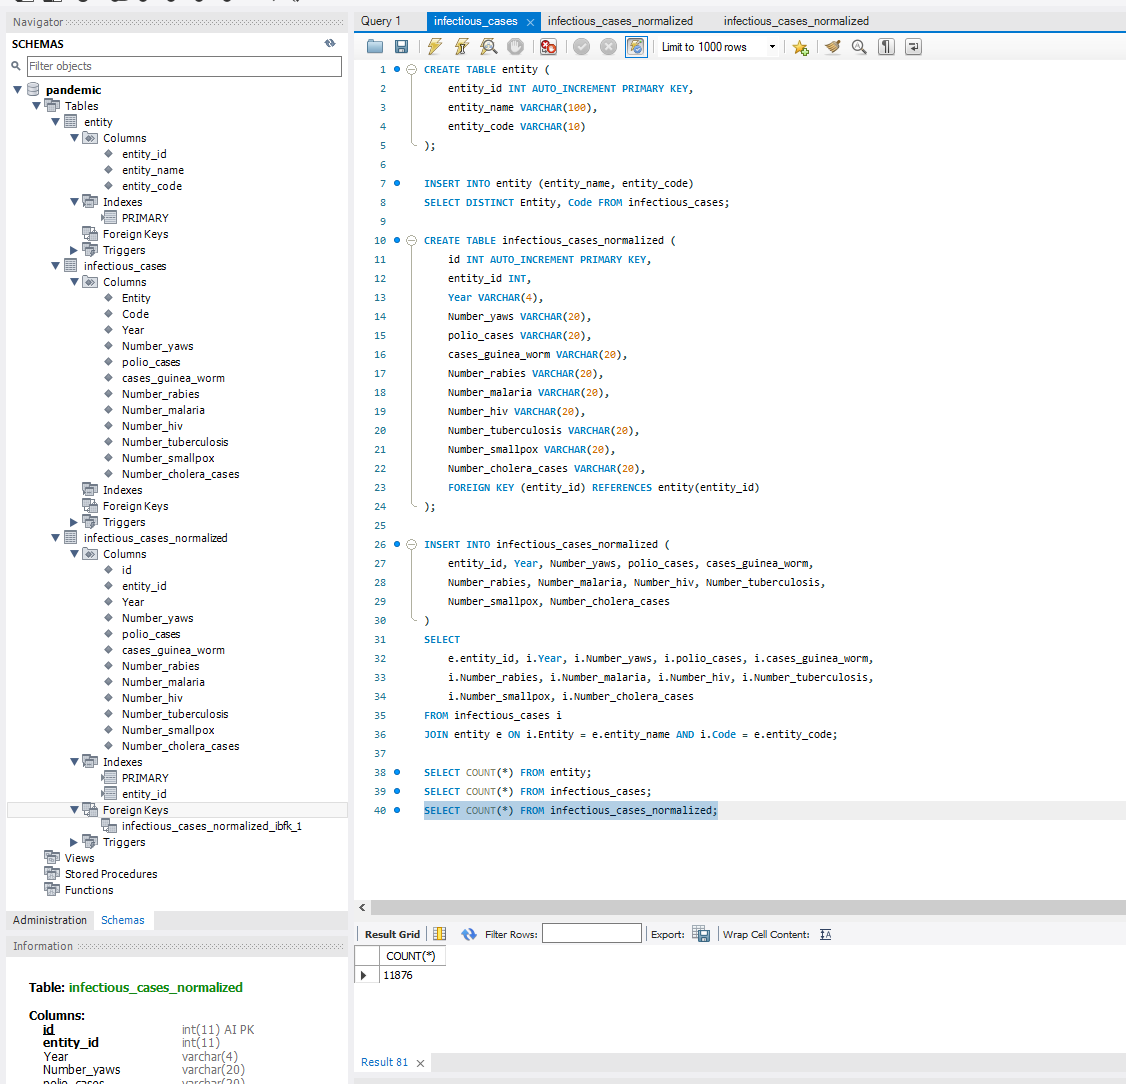 Navigator
SCHEMAS
Filter objects
pandemic
Tables
entity
Columns
entity_id
entity_name
entity_code
Indexes
PRIMARY
Foreign Keys
Triggers
infectious_cases
Columns
Entity
Code
Year
Number_yaws
polio_cases
cases_guinea_worm
Number_rabies
Number_malaria
Number_hiv
Number_tuberculosis
Number_smallpox
Number_cholera_cases
Indexes
Foreign Keys
Triggers
infectious_cases_normalized
Columns
id
entity_id
Year
Number_yaws
polio_cases
cases_guinea_worm
Number_rabies
Number_malaria
Number_hiv
Number_tuberculosis
Number_smallpox
Number_cholera_cases
Indexes
PRIMARY
entity_id
Foreign Keys
infectious_cases_normalized_ibfk_1
Triggers
Views
Stored Procedures
Functions
Administration Schemas
Information
Table: infectious_cases_normalized
Columns:
id int(11) AI PK
entity_id int(11)
Year varchar(4)
Number_yaws varchar(20)
polio_cases varchar(20)
Query 1 infectious_cases infectious_cases_normalized infectious_cases_normalized
Limit to 1000 rows
1 CREATE TABLE entity (
2 entity_id INT AUTO_INCREMENT PRIMARY KEY,
3 entity_name VARCHAR(100),
4 entity_code VARCHAR(10)
5 );
6
7 INSERT INTO entity (entity_name, entity_code)
8 SELECT DISTINCT Entity, Code FROM infectious_cases;
9
10 CREATE TABLE infectious_cases_normalized (
11 id INT AUTO_INCREMENT PRIMARY KEY,
12 entity_id INT,
13 Year VARCHAR(4),
14 Number_yaws VARCHAR(20),
15 polio_cases VARCHAR(20),
16 cases_guinea_worm VARCHAR(20),
17 Number_rabies VARCHAR(20),
18 Number_malaria VARCHAR(20),
19 Number_hiv VARCHAR(20),
20 Number_tuberculosis VARCHAR(20),
21 Number_smallpox VARCHAR(20),
22 Number_cholera_cases VARCHAR(20),
23 FOREIGN KEY (entity_id) REFERENCES entity(entity_id)
24 );
25
26 INSERT INTO infectious_cases_normalized (
27 entity_id, Year, Number_yaws, polio_cases, cases_guinea_worm,
28 Number_rabies, Number_malaria, Number_hiv, Number_tuberculosis,
29 Number_smallpox, Number_cholera_cases
30 )
31 SELECT
32 e.entity_id, i.Year, i.Number_yaws, i.polio_cases, i.cases_guinea_worm,
33 i.Number_rabies, i.Number_malaria, i.Number_hiv, i.Number_tuberculosis,
34 i.Number_smallpox, i.Number_cholera_cases
35 FROM infectious_cases i
36 JOIN entity e ON i.Entity = e.entity_name AND i.Code = e.entity_code;
37
38 SELECT COUNT(*) FROM entity;
39 SELECT COUNT(*) FROM infectious_cases;
40 SELECT COUNT(*) FROM infectious_cases_normalized;
Result Grid Filter Rows: Export: Wrap Cell Content:
COUNT(*)
11876
Result 81